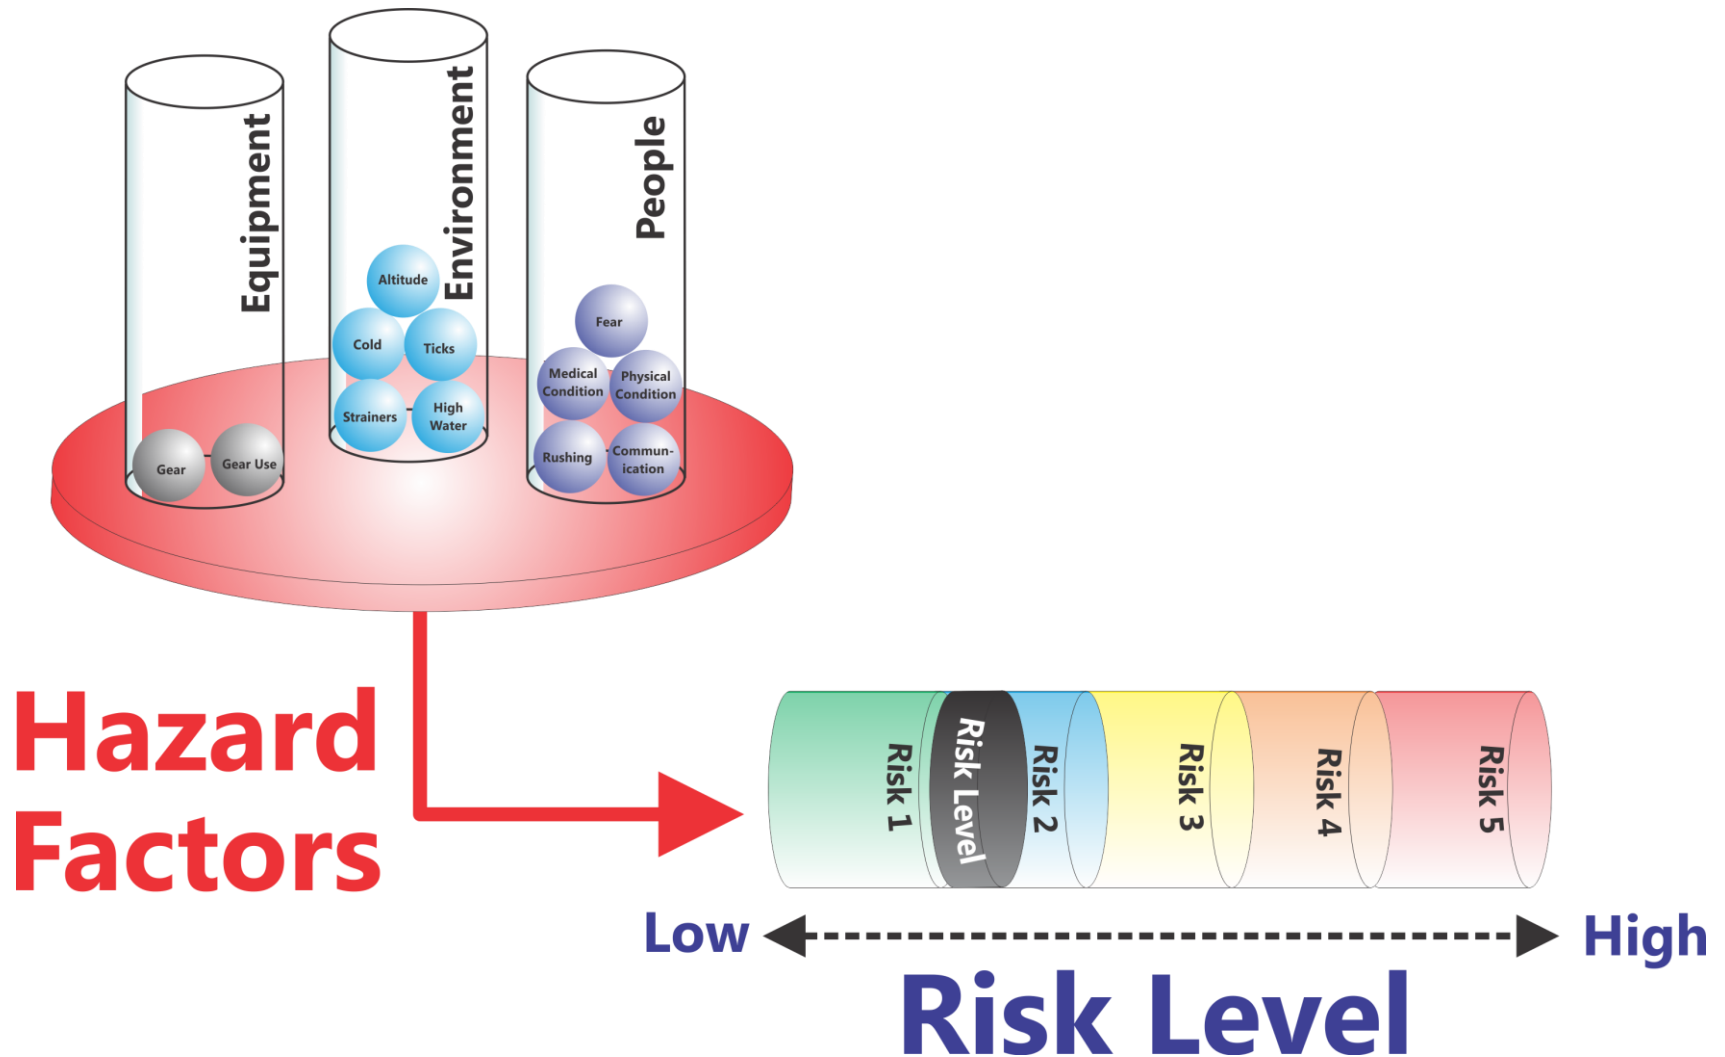 Equipment
Environment
People
Altitude
Cold
Ticks
Strainers
High
Water
Fear
Medical
Condition
Physical
Condition
Rushing
Commun-
ication
Gear
Gear Use
Hazard
Factors
Risk 1
Risk Level
Risk 2
Risk 3
Risk 4
Risk 5
Low
High
Risk Level